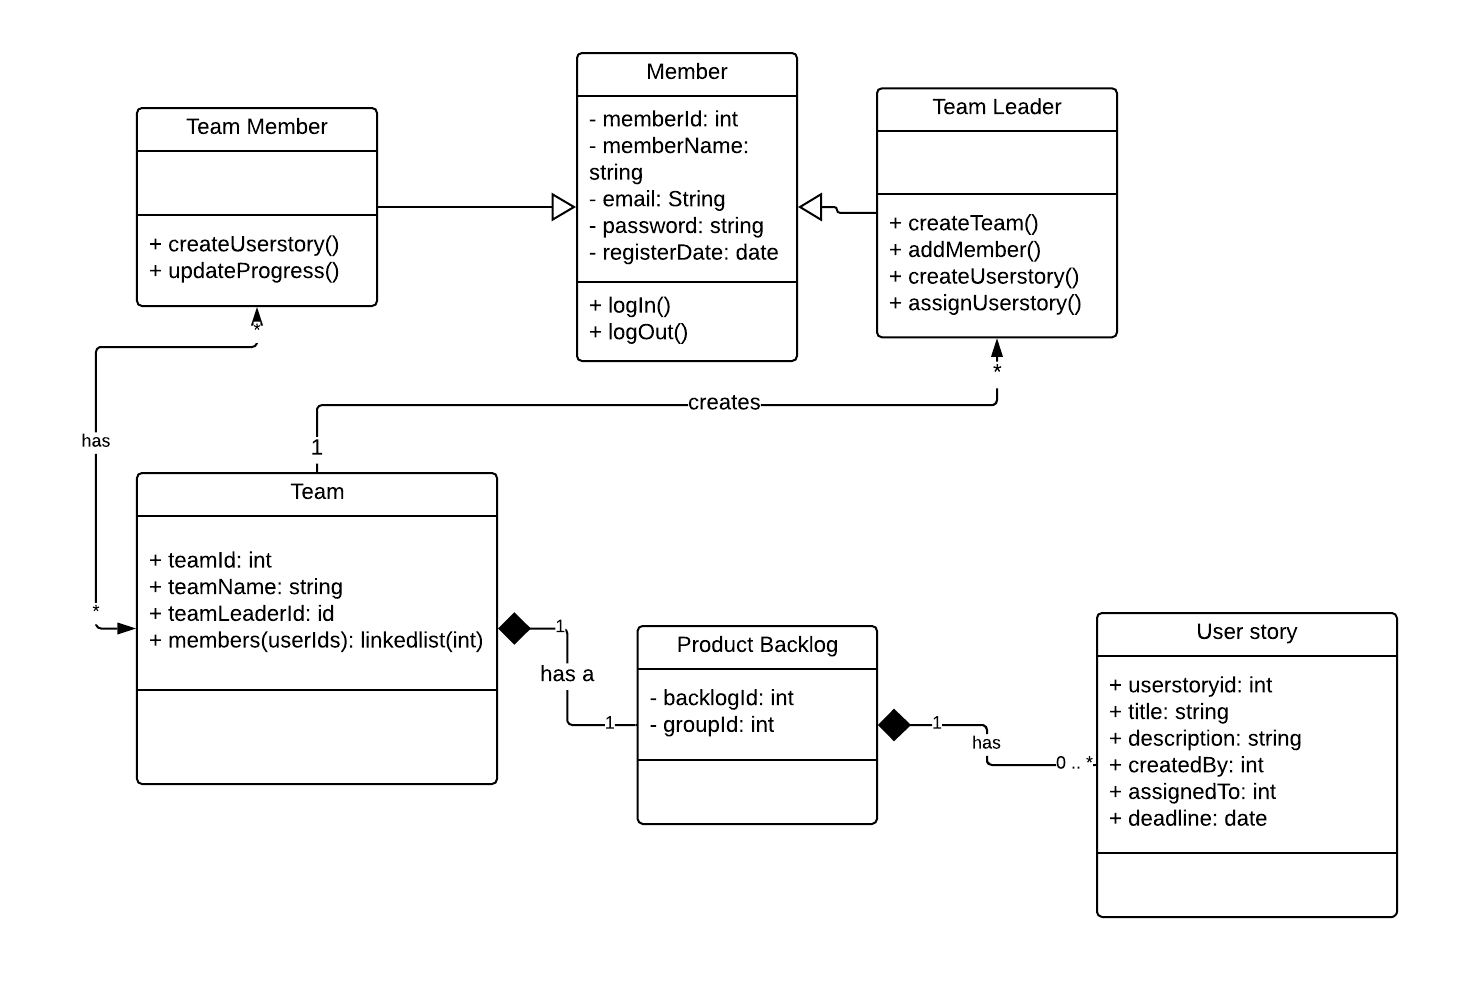 Member
- memberId: int
- memberName:
string
- email: String
- password: string
- registerDate: date
+ logIn()
+ logOut()
Team Leader
+ createTeam()
+ addMember()
+ createUserstory()
+ assignUserstory()
Team Member
+ createUserstory()
+ updateProgress()
*
*
creates
has
1
*
Team
+ teamId: int
+ teamName: string
+ teamLeaderId: id
+ members(userIds): linkedlist(int)
1
has a
1
Product Backlog
- backlogId: int
- groupId: int
1
has
0 .. *
User story
+ userstoryid: int
+ title: string
+ description: string
+ createdBy: int
+ assignedTo: int
+ deadline: date